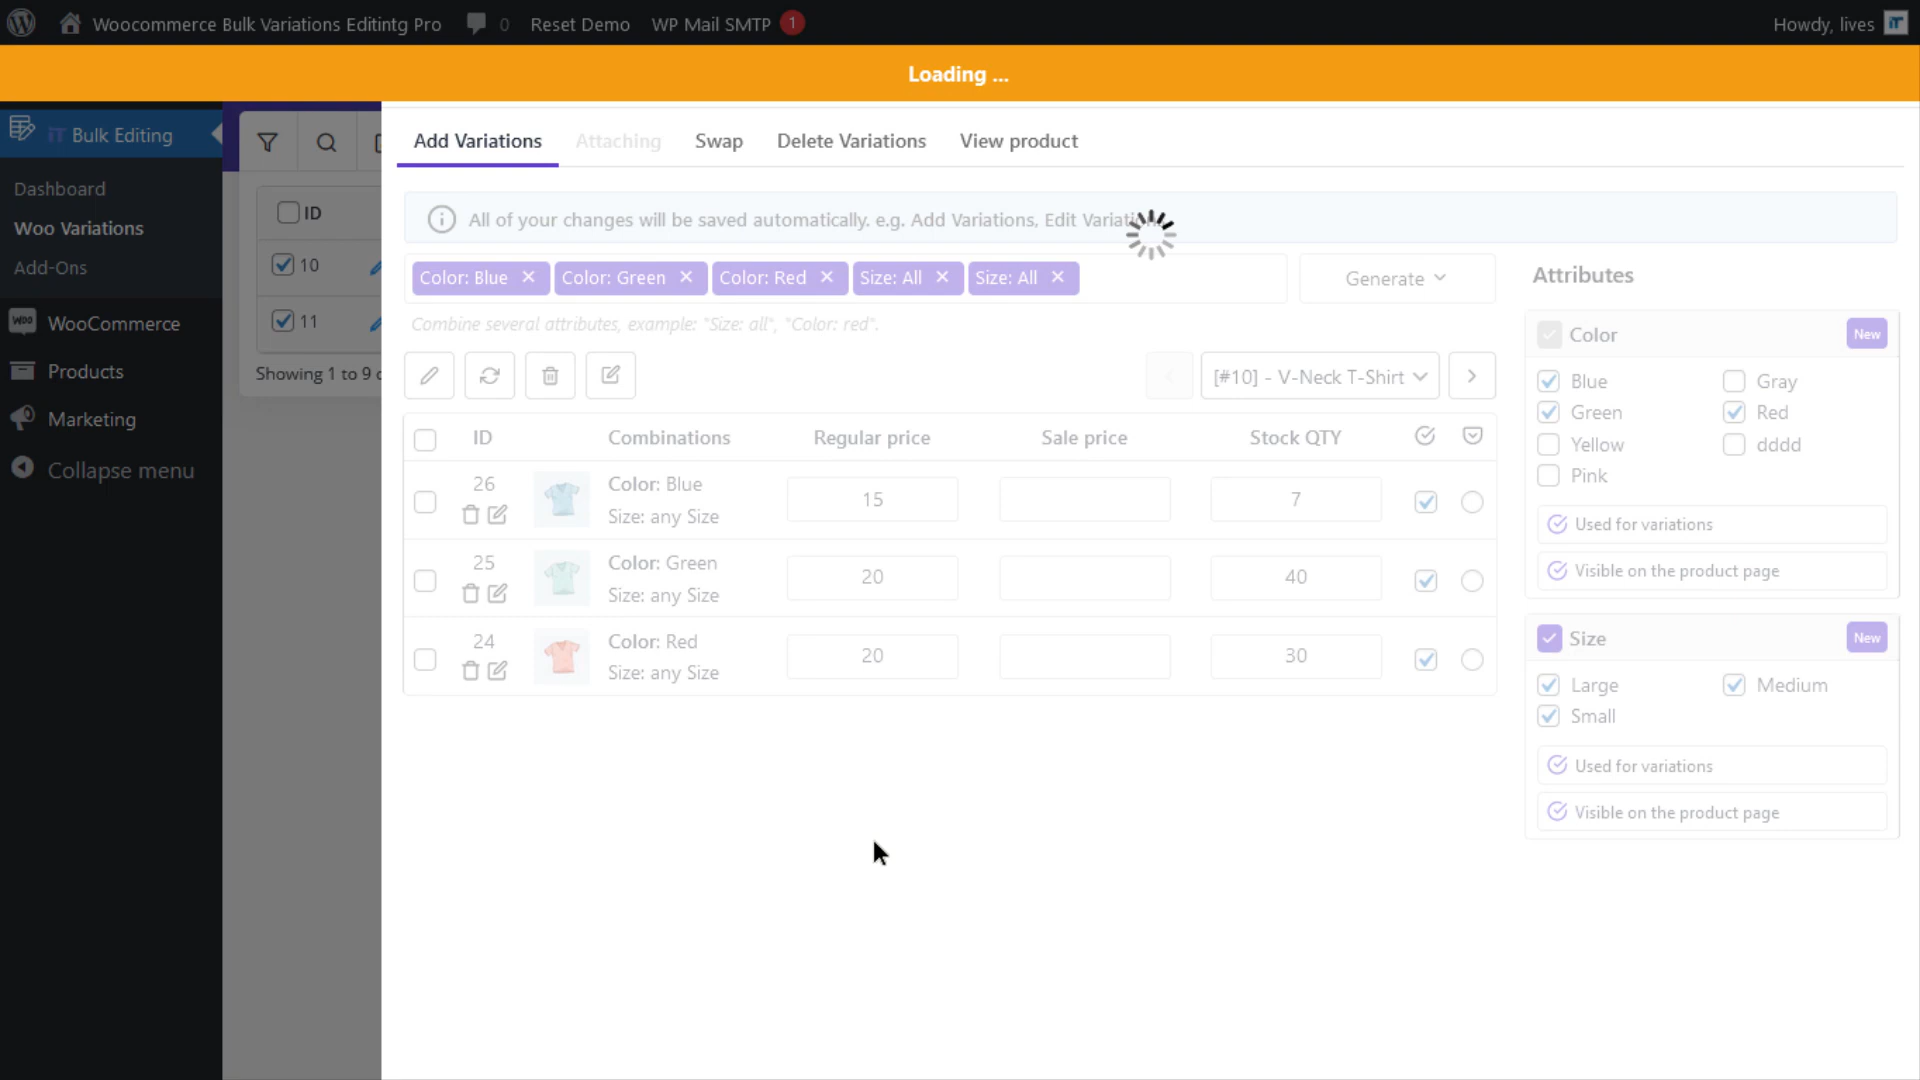 Woocommerce Bulk Variations Editintg Pro 0 Reset Demo WP Mail SMTP 1 Howdy, lives iT
Loading ...
iT Bulk Editing
Dashboard
Woo Variations
Add-Ons
WOO WooCommerce
Products
Marketing
Collapse menu
ID
10
11
Showing 1 to 9 o
Add Variations Attaching Swap Delete Variations View product
All of your changes will be saved automatically. e.g. Add Variations, Edit Variation
Color: Blue × Color: Green × Color: Red × Size: All × Size: All × Generate
Combine several attributes, example: "Size: all", "Color: red".
[#10] - V-Neck T-Shirt
ID Combinations Regular price Sale price Stock QTY
26 Color: Blue 15 7
Size: any Size
25 Color: Green 20 40
Size: any Size
24 Color: Red 20 30
Size: any Size
Attributes
Color New
Blue Gray
Green Red
Yellow dddd
Pink
Used for variations
Visible on the product page
Size New
Large Medium
Small
Used for variations
Visible on the product page